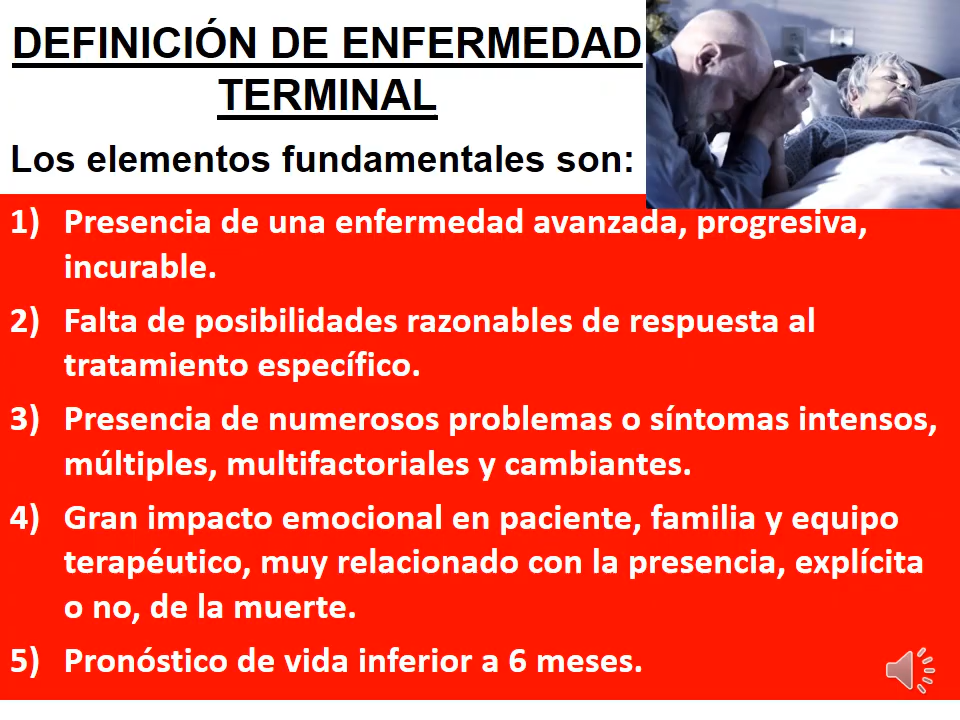 DEFINICIÓN DE ENFERMEDAD
TERMINAL
Los elementos fundamentales son:
1) Presencia de una enfermedad avanzada, progresiva,
incurable.
2) Falta de posibilidades razonables de respuesta al
tratamiento específico.
3) Presencia de numerosos problemas o síntomas intensos,
múltiples, multifactoriales y cambiantes.
4) Gran impacto emocional en paciente, familia y equipo
terapéutico, muy relacionado con la presencia, explícita
o no, de la muerte.
5) Pronóstico de vida inferior a 6 meses.